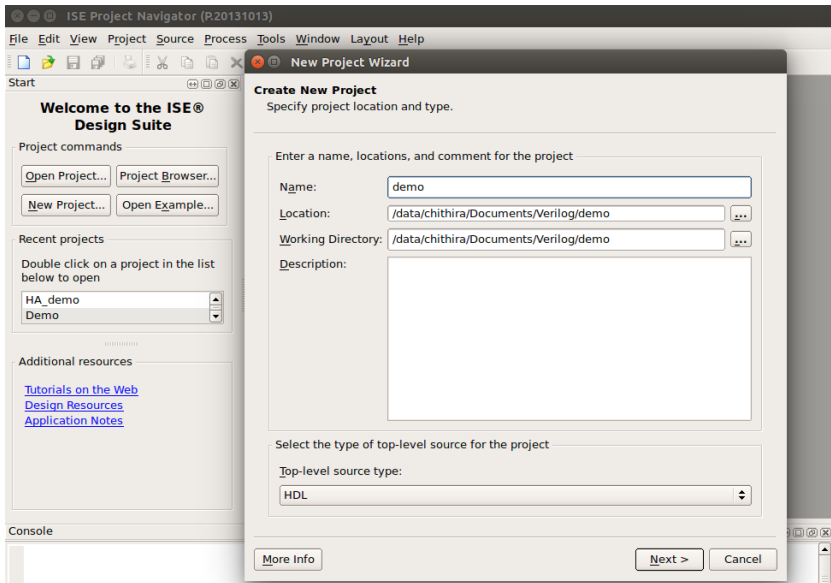 ISE Project Navigator (P.20131013)
File Edit View Project Source Process Tools Window Layout Help
Start
Welcome to the ISE®
Design Suite
Project commands
Open Project...
Project Browser...
New Project...
Open Example...
Recent projects
Double click on a project in the list
below to open
HA_demo
Demo
Additional resources
Tutorials on the Web
Design Resources
Application Notes
Console
New Project Wizard
Create New Project
Specify project location and type.
Enter a name, locations, and comment for the project
Name: demo
Location: /data/chithira/Documents/Verilog/demo ...
Working Directory: /data/chithira/Documents/Verilog/demo ...
Description:
Select the type of top-level source for the project
Top-level source type:
HDL
More Info
Next >
Cancel